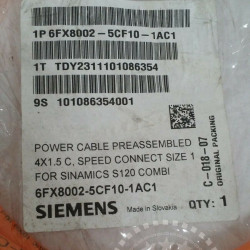 1P 6FX8002-5CF10-1AC1
1T TDY2311101086354
9S 101086354001
POWER CABLE PREASSEMBLED
4X1.5 C, SPEED CONNECT SIZE 1
FOR SINAMICS S120 COMBI
6FX8002-5CF10-1AC1
SIEMENS
Made in Slovakia
QTY: 1
C-018-07
ORIGINAL PACKING